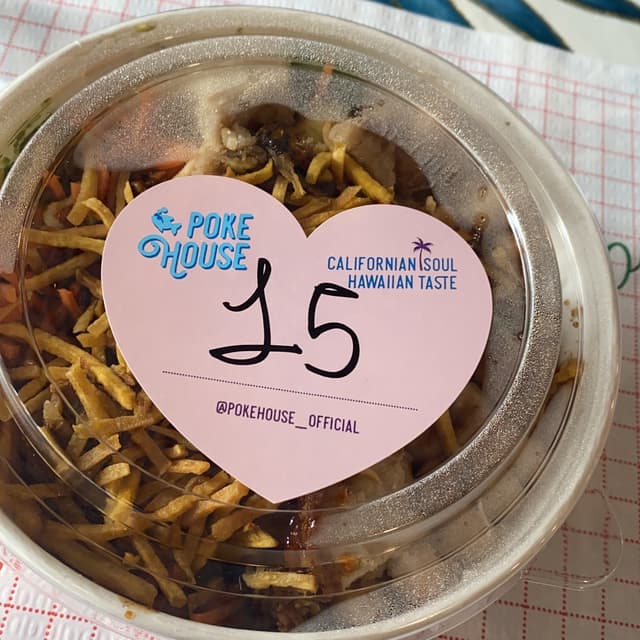 POKE
HOUSE
CALIFORNIAN SOUL
HAWAIIAN TASTE
15
@POKEHOUSE_OFFICIAL